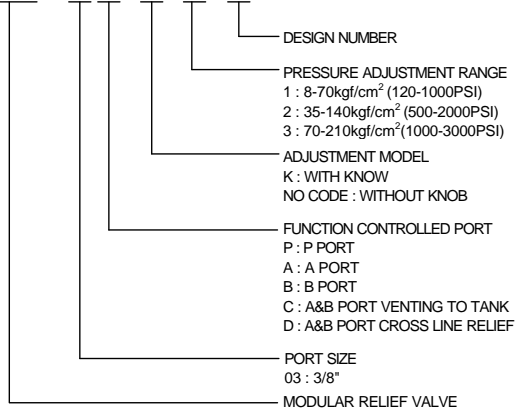 DESIGN NUMBER
PRESSURE ADJUSTMENT RANGE
1 : 8-70kgf/cm² (120-1000PSI)
2 : 35-140kgf/cm² (500-2000PSI)
3 : 70-210kgf/cm²(1000-3000PSI)
ADJUSTMENT MODEL
K : WITH KNOW
NO CODE : WITHOUT KNOB
FUNCTION CONTROLLED PORT
P : P PORT
A : A PORT
B : B PORT
C : A&B PORT VENTING TO TANK
D : A&B PORT CROSS LINE RELIEF
PORT SIZE
03 : 3/8"
MODULAR RELIEF VALVE